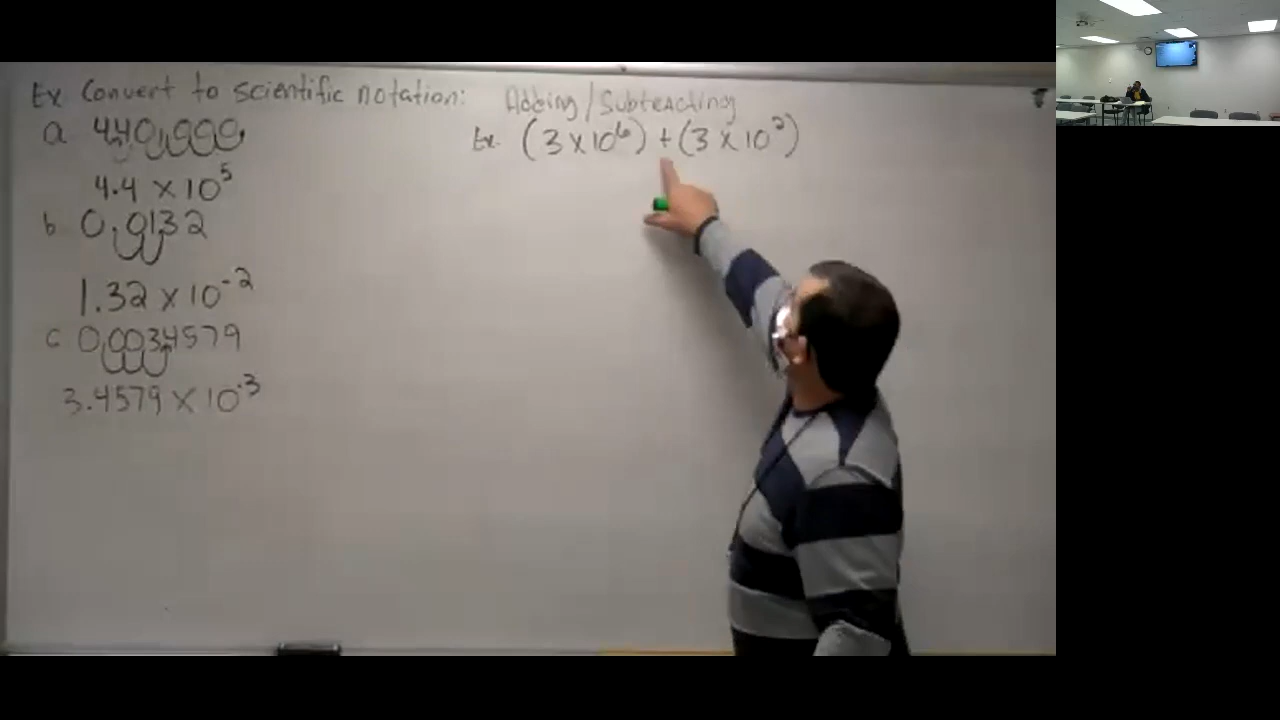 Ex Convert to scientific notation:
a 440,000.
4.4 × 10⁵
b 0.0132
1.32 × 10⁻²
c 0.0034579
3.4579 × 10⁻³
Adding/Subtracting
Ex. (3 × 10⁶) + (3 × 10²)